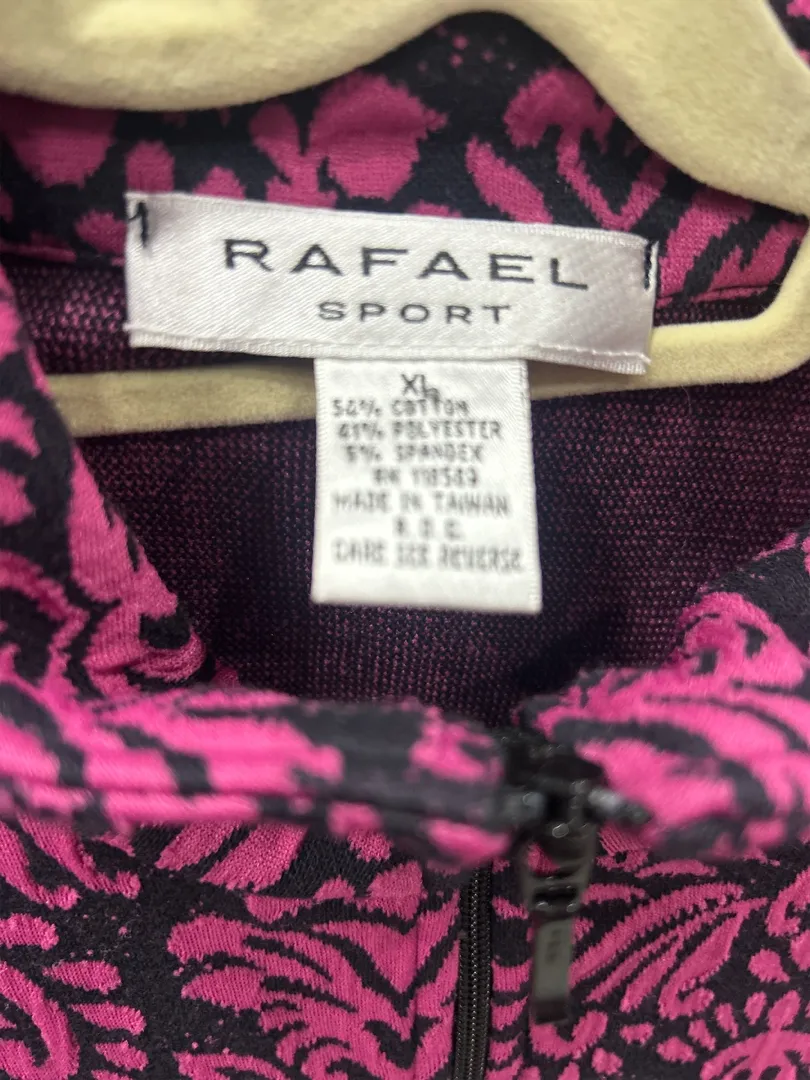 RAFAEL
SPORT
XL
54% COTTON
41% POLYESTER
5% SPANDEX
RN 118583
MADE IN TAIWAN
R.O.C.
CARE SEE REVERSE